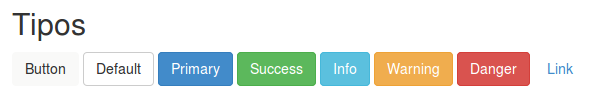 Tipos
Button Default Primary Success Info Warning Danger Link